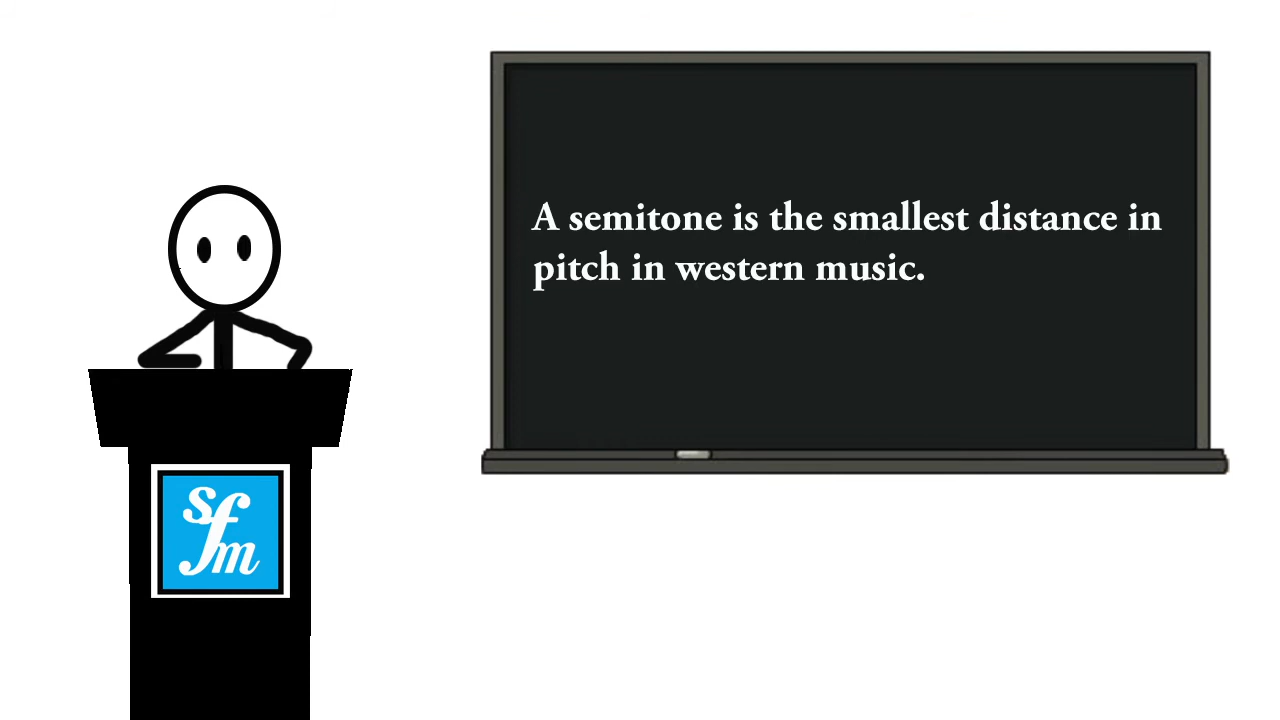 A semitone is the smallest distance in
pitch in western music.
sfm